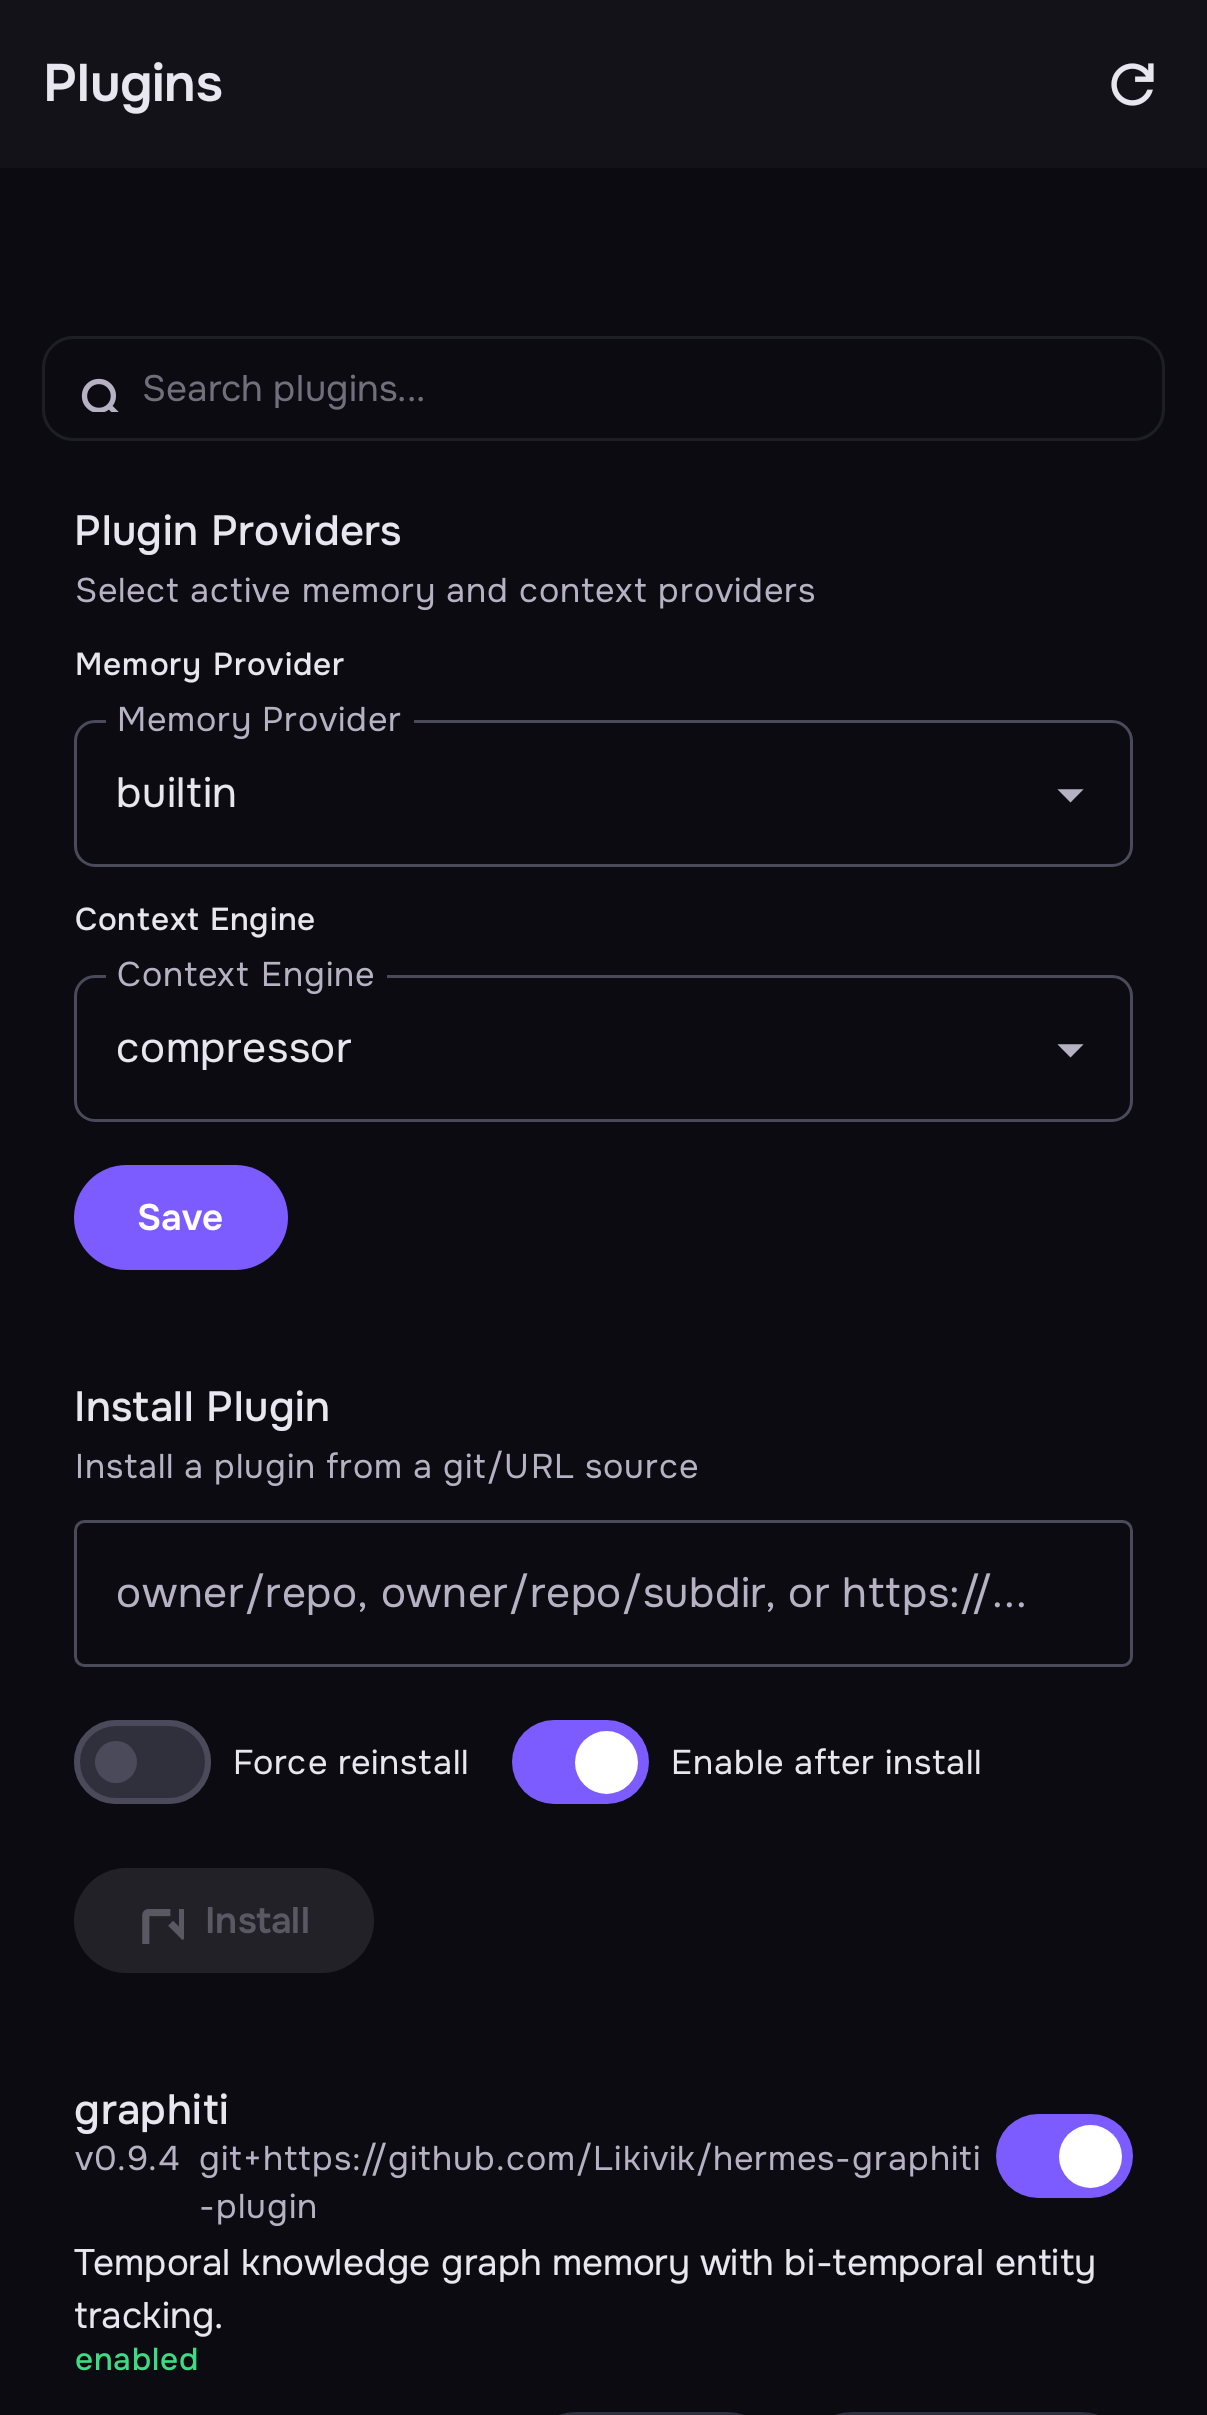 Plugins
Search plugins...
Plugin Providers
Select active memory and context providers
Memory Provider
Memory Provider
builtin
Context Engine
Context Engine
compressor
Save
Install Plugin
Install a plugin from a git/URL source
owner/repo, owner/repo/subdir, or https://...
Force reinstall
Enable after install
Install
graphiti
v0.9.4 git+https://github.com/Likivik/hermes-graphiti
-plugin
Temporal knowledge graph memory with bi-temporal entity
tracking.
enabled